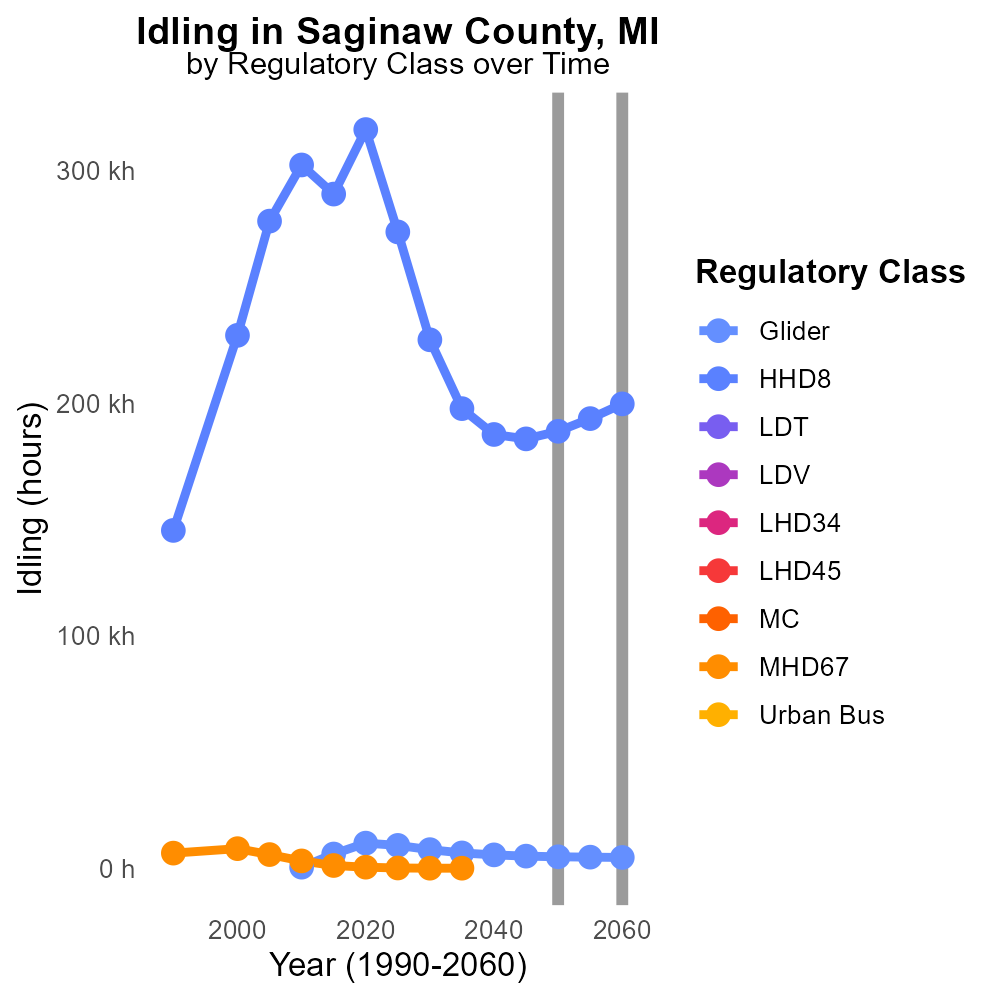 Idling in Saginaw County, MI
by Regulatory Class over Time
Idling (hours)
300 kh
200 kh
100 kh
0 h
2000 2020 2040 2060
Year (1990-2060)
Regulatory Class
Glider
HHD8
LDT
LDV
LHD34
LHD45
MC
MHD67
Urban Bus